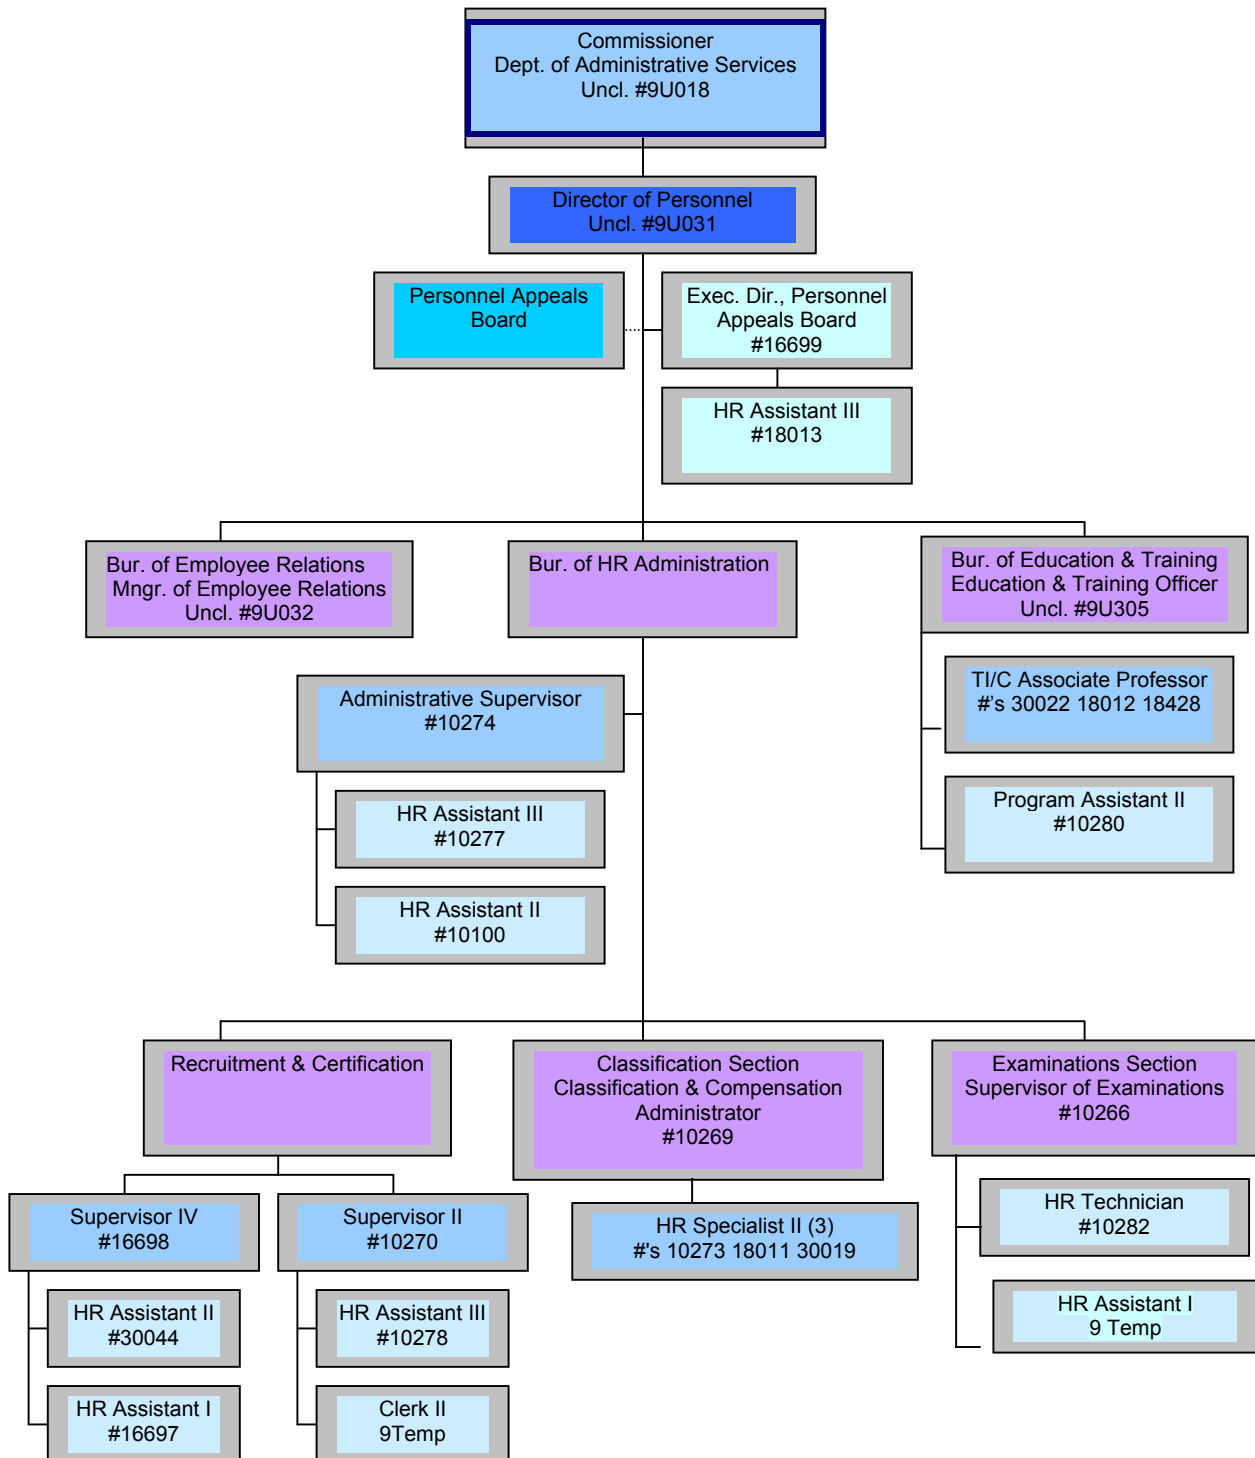 Commissioner
Dept. of Administrative Services
Uncl. #9U018
Director of Personnel
Uncl. #9U031
Personnel Appeals
Board
Exec. Dir., Personnel
Appeals Board
#16699
HR Assistant III
#18013
Bur. of Employee Relations
Mngr. of Employee Relations
Uncl. #9U032
Bur. of HR Administration
Bur. of Education & Training
Education & Training Officer
Uncl. #9U305
Administrative Supervisor
#10274
HR Assistant III
#10277
HR Assistant II
#10100
TI/C Associate Professor
#'s 30022 18012 18428
Program Assistant II
#10280
Recruitment & Certification
Classification Section
Classification & Compensation
Administrator
#10269
Examinations Section
Supervisor of Examinations
#10266
Supervisor IV
#16698
HR Assistant II
#30044
HR Assistant I
#16697
Supervisor II
#10270
HR Assistant III
#10278
Clerk II
9Temp
HR Specialist II (3)
#'s 10273 18011 30019
HR Technician
#10282
HR Assistant I
9 Temp